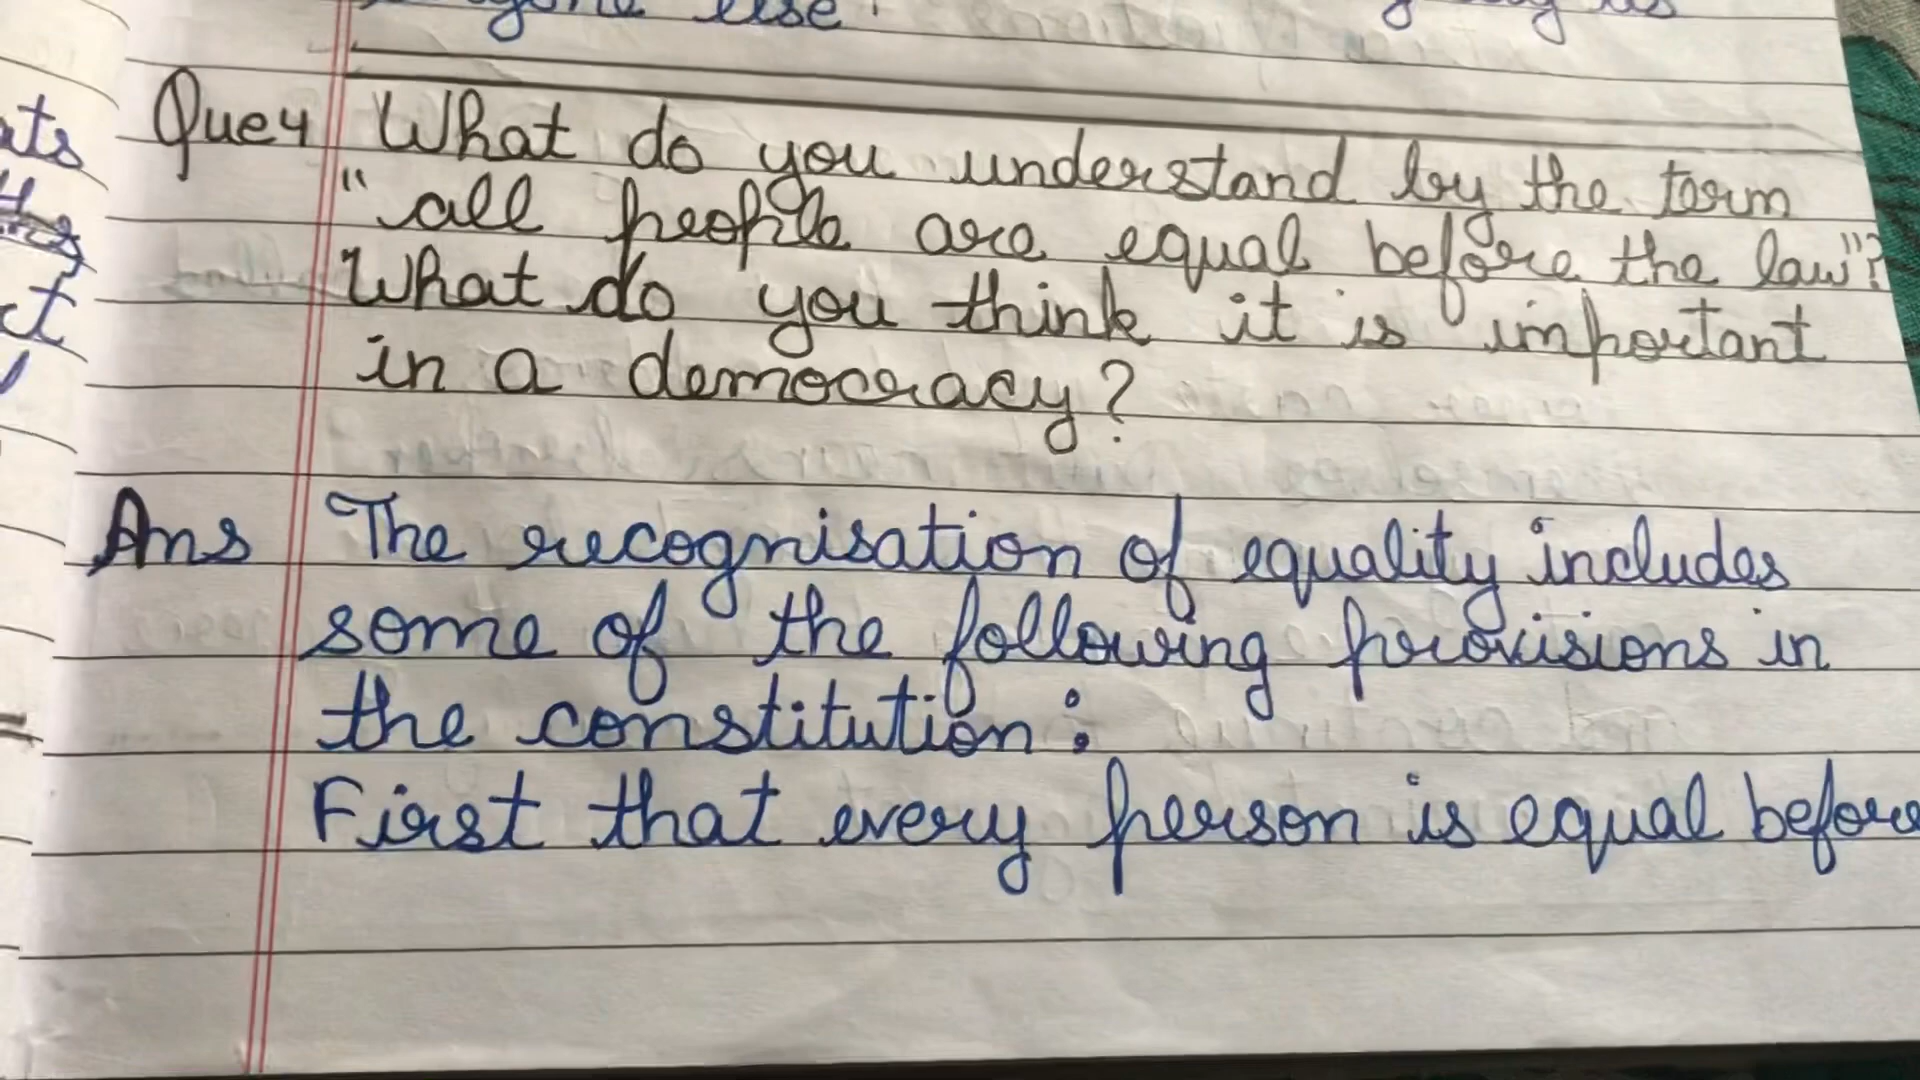 else.
Que4 What do you understand by the term
"all people are equal before the law"?
What do you think it is important
in a democracy?
Ans The recognisation of equality includes
some of the following provisions in
the constitution:
First that every person is equal before